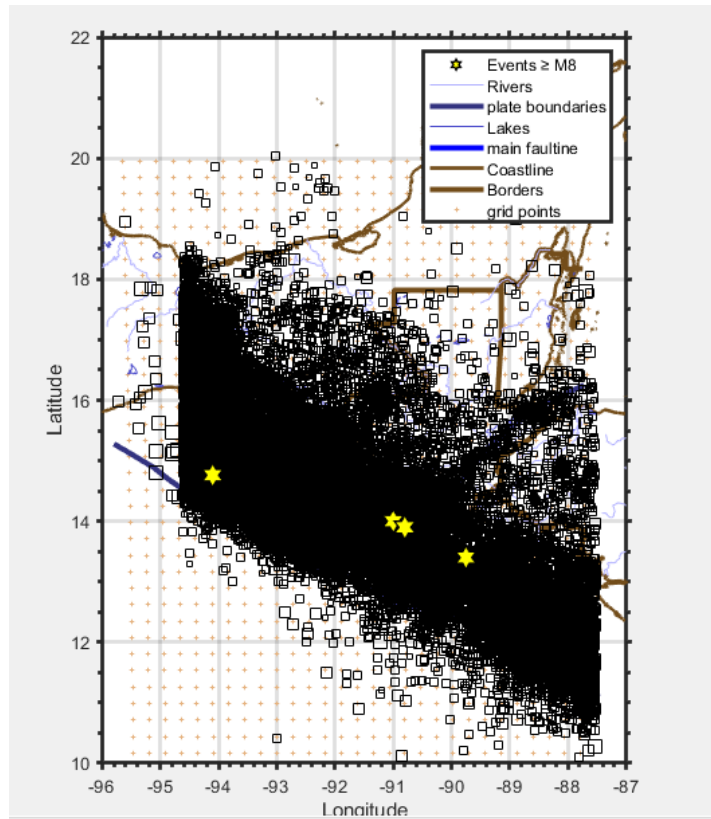 22
20
18
16
14
12
10
Latitude
Events ≥ M8
Rivers
plate boundaries
Lakes
main faultine
Coastline
Borders
grid points
-96 -95 -94 -93 -92 -91 -90 -89 -88 -87
Longitude